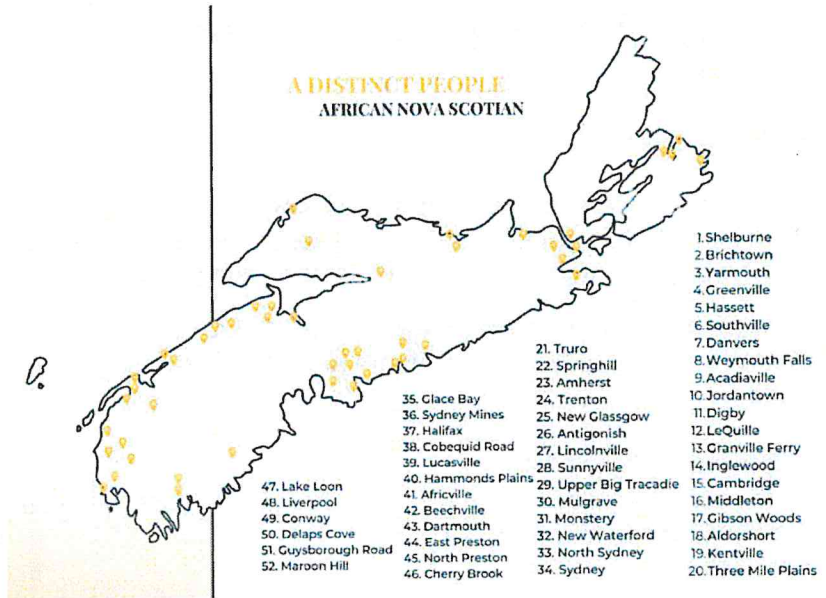 A DISTINCT PEOPLE
AFRICAN NOVA SCOTIAN
1. Shelburne
2. Brichtown
3. Yarmouth
4. Greenville
5. Hassett
6. Southville
7. Danvers
8. Weymouth Falls
9. Acadiaville
10. Jordantown
11. Digby
12. LeQuille
13. Granville Ferry
14. Inglewood
15. Cambridge
16. Middleton
17. Gibson Woods
18. Aldorshort
19. Kentville
20. Three Mile Plains
21. Truro
22. Springhill
23. Amherst
24. Trenton
25. New Glassgow
26. Antigonish
27. Lincolnville
28. Sunnyville
29. Upper Big Tracadie
30. Mulgrave
31. Monstery
32. New Waterford
33. North Sydney
34. Sydney
35. Glace Bay
36. Sydney Mines
37. Halifax
38. Cobequid Road
39. Lucasville
40. Hammonds Plains
41. Africville
42. Beechville
43. Dartmouth
44. East Preston
45. North Preston
46. Cherry Brook
47. Lake Loon
48. Liverpool
49. Conway
50. Delaps Cove
51. Guysborough Road
52. Maroon Hill